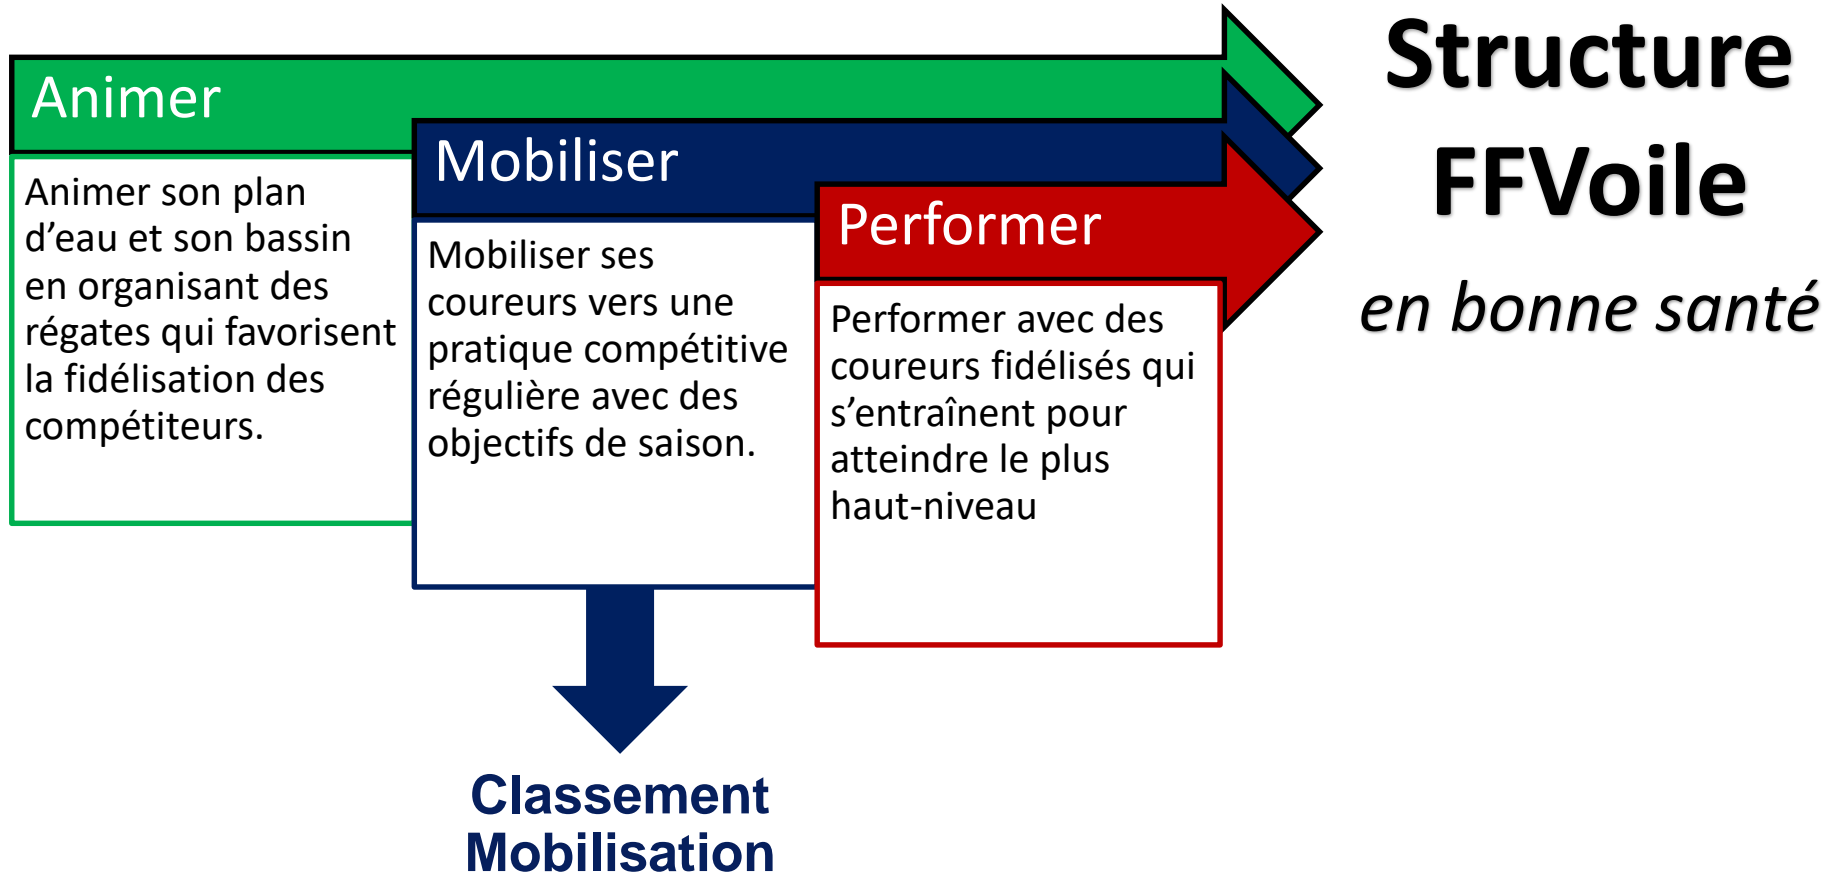 Animer
Animer son plan
d’eau et son bassin
en organisant des
régates qui favorisent
la fidélisation des
compétiteurs.
Mobiliser
Mobiliser ses
coureurs vers une
pratique compétitive
régulière avec des
objectifs de saison.
Performer
Performer avec des
coureurs fidélisés qui
s’entraînent pour
atteindre le plus
haut-niveau
Structure
FFVoile
en bonne santé
Classement
Mobilisation